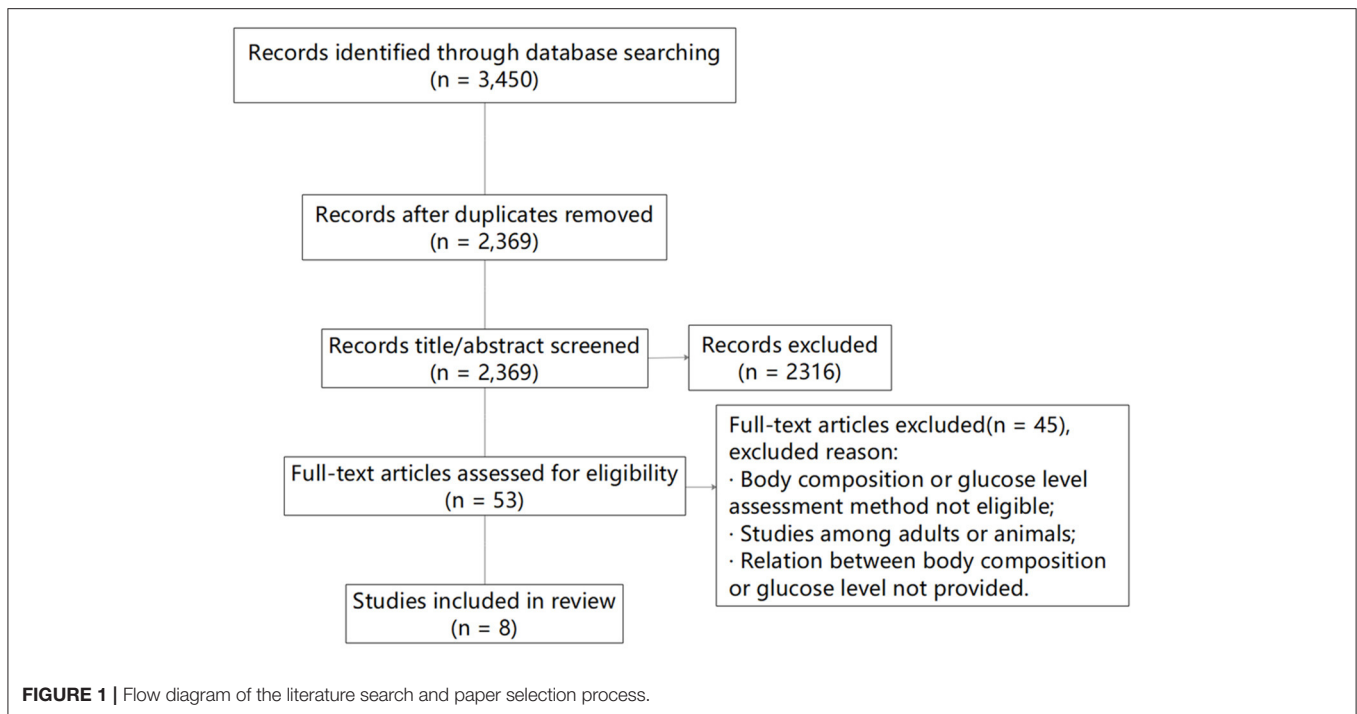 Records identified through database searching
(n = 3,450)
Records after duplicates removed
(n = 2,369)
Records title/abstract screened
(n = 2,369)
Records excluded
(n = 2316)
Full-text articles assessed for eligibility
(n = 53)
Full-text articles excluded(n = 45),
excluded reason:
· Body composition or glucose level
assessment method not eligible;
· Studies among adults or animals;
· Relation between body composition
or glucose level not provided.
Studies included in review
(n = 8)
FIGURE 1 | Flow diagram of the literature search and paper selection process.